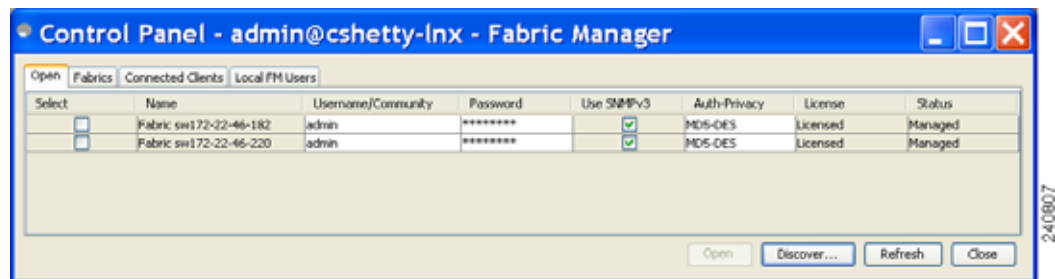 Control Panel - admin@cshetty-lnx - Fabric Manager
Open Fabrics Connected Clients Local FM Users
Select Name Username/Community Password Use SNMPv3 Auth-Privacy License Status
Fabric sw172-22-46-182 admin ******** MD5-DES Licensed Managed
Fabric sw172-22-46-220 admin ******** MD5-DES Licensed Managed
Open Discover... Refresh Close
240807